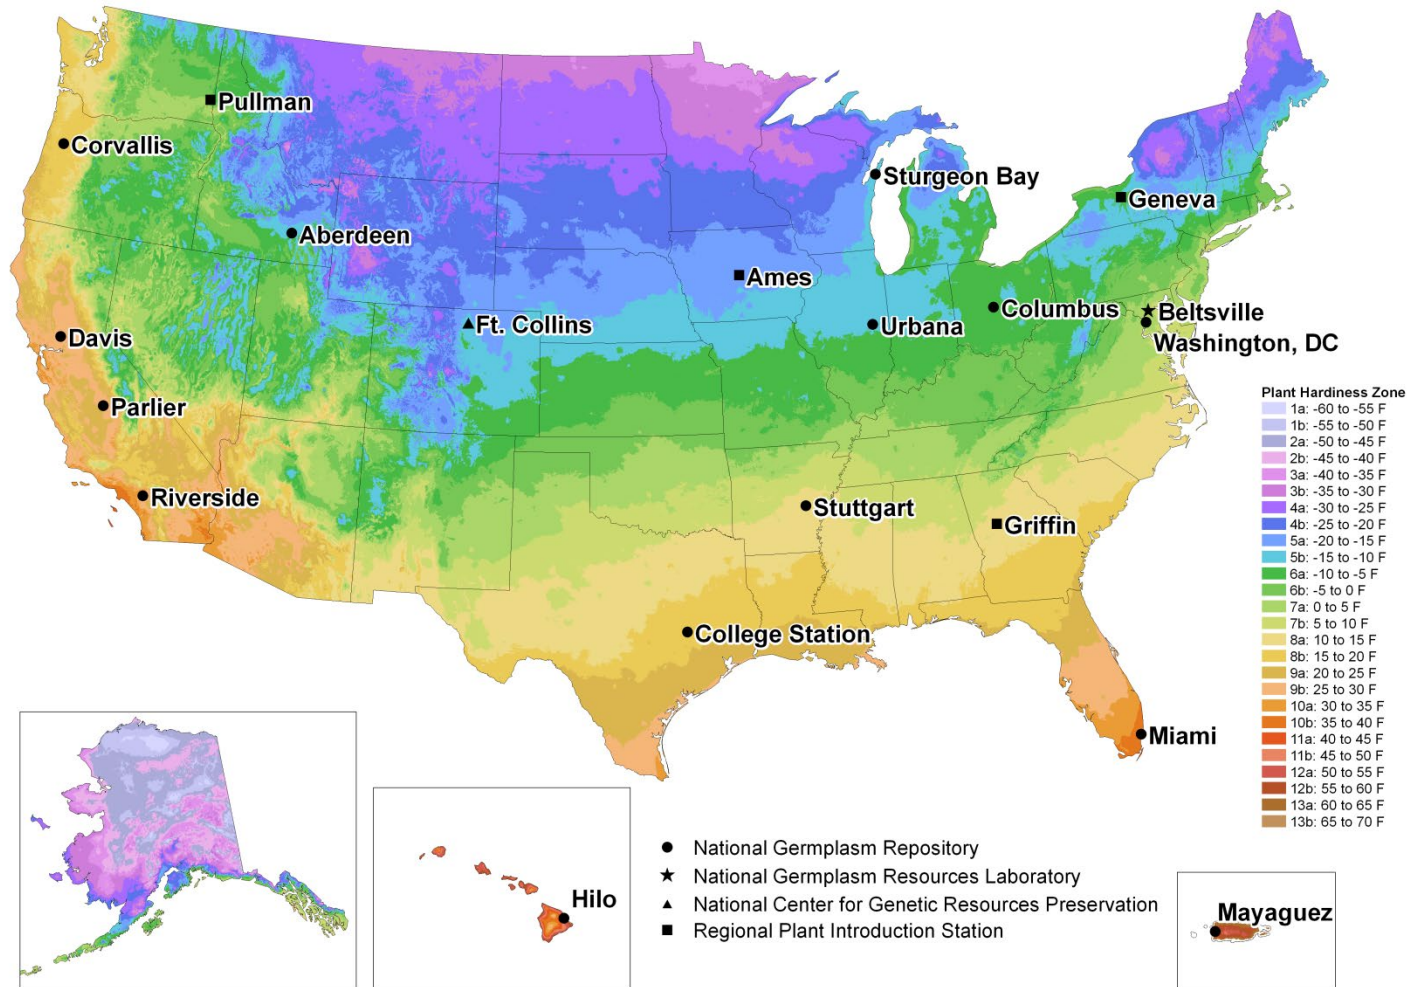 Pullman
Corvallis
Sturgeon Bay
Geneva
Aberdeen
Ames
Ft. Collins
Urbana
Columbus
Beltsville
Washington, DC
Davis
Parlier
Riverside
Stuttgart
Griffin
College Station
Miami
Plant Hardiness Zone
1a: -60 to -55 F
1b: -55 to -50 F
2a: -50 to -45 F
2b: -45 to -40 F
3a: -40 to -35 F
3b: -35 to -30 F
4a: -30 to -25 F
4b: -25 to -20 F
5a: -20 to -15 F
5b: -15 to -10 F
6a: -10 to -5 F
6b: -5 to 0 F
7a: 0 to 5 F
7b: 5 to 10 F
8a: 10 to 15 F
8b: 15 to 20 F
9a: 20 to 25 F
9b: 25 to 30 F
10a: 30 to 35 F
10b: 35 to 40 F
11a: 40 to 45 F
11b: 45 to 50 F
12a: 50 to 55 F
12b: 55 to 60 F
13a: 60 to 65 F
13b: 65 to 70 F
Hilo
National Germplasm Repository
National Germplasm Resources Laboratory
National Center for Genetic Resources Preservation
Regional Plant Introduction Station
Mayaguez